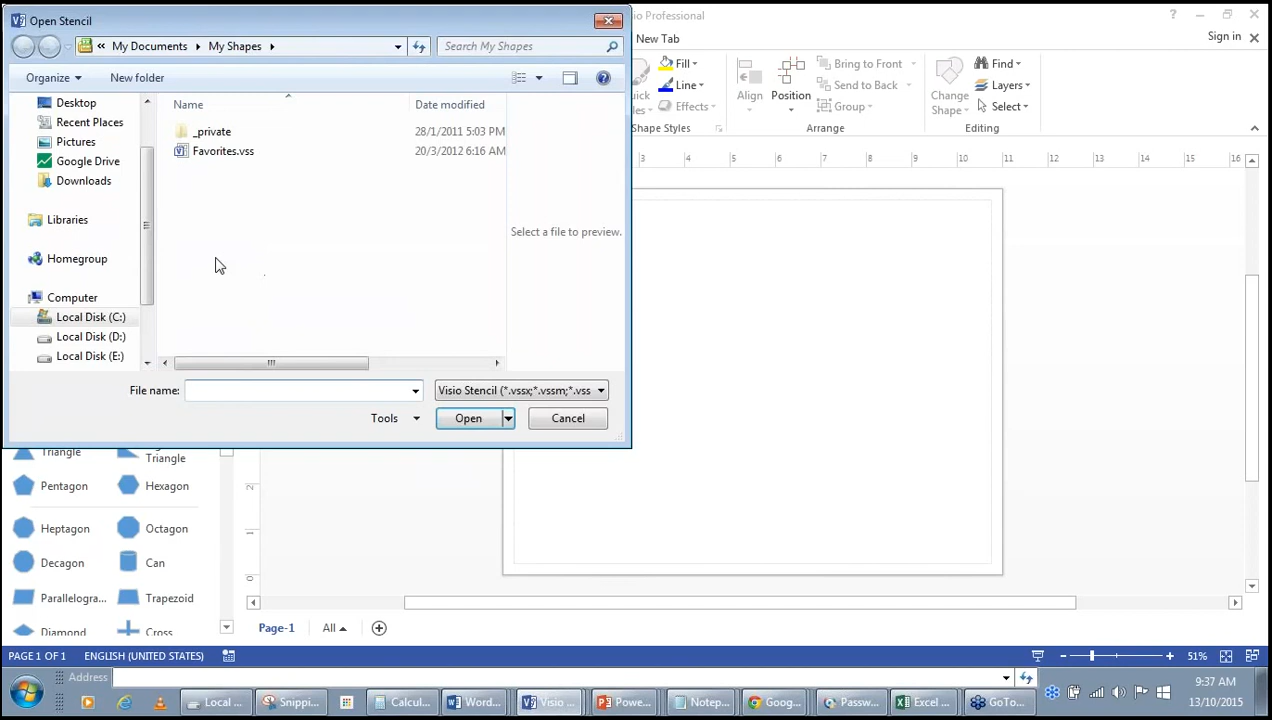 Open Stencil
isio Professional
?
My Documents
My Shapes
Search My Shapes
New Tab
Sign in
Organize
New folder
Fill
Line
Effects
Align
Position
Bring to Front
Send to Back
Group
Change
Shape
Find
Layers
Select
Shape Styles
Arrange
Editing
Name
Date modified
Desktop
Recent Places
Pictures
Google Drive
Downloads
Libraries
Homegroup
Computer
Local Disk (C:)
Local Disk (D:)
Local Disk (E:)
_private
28/1/2011 5:03 PM
Favorites.vss
20/3/2012 6:16 AM
3 4 5 6 7 8 9 10 11 12 13 14 15 16
Select a file to preview.
File name:
Visio Stencil (*.vssx;*.vssm;*.vss
Tools
Open
Cancel
Triangle
Triangle
Pentagon
Hexagon
Heptagon
Octagon
Decagon
Can
Parallelogra...
Trapezoid
Diamond
Cross
2
1
0
Page-1
All
PAGE 1 OF 1
ENGLISH (UNITED STATES)
51%
Address
Local ...
Snippi...
Calcul...
Word...
Visio ...
Powe...
Notep...
Goog...
Passw...
Excel ...
GoTo...
9:37 AM
13/10/2015